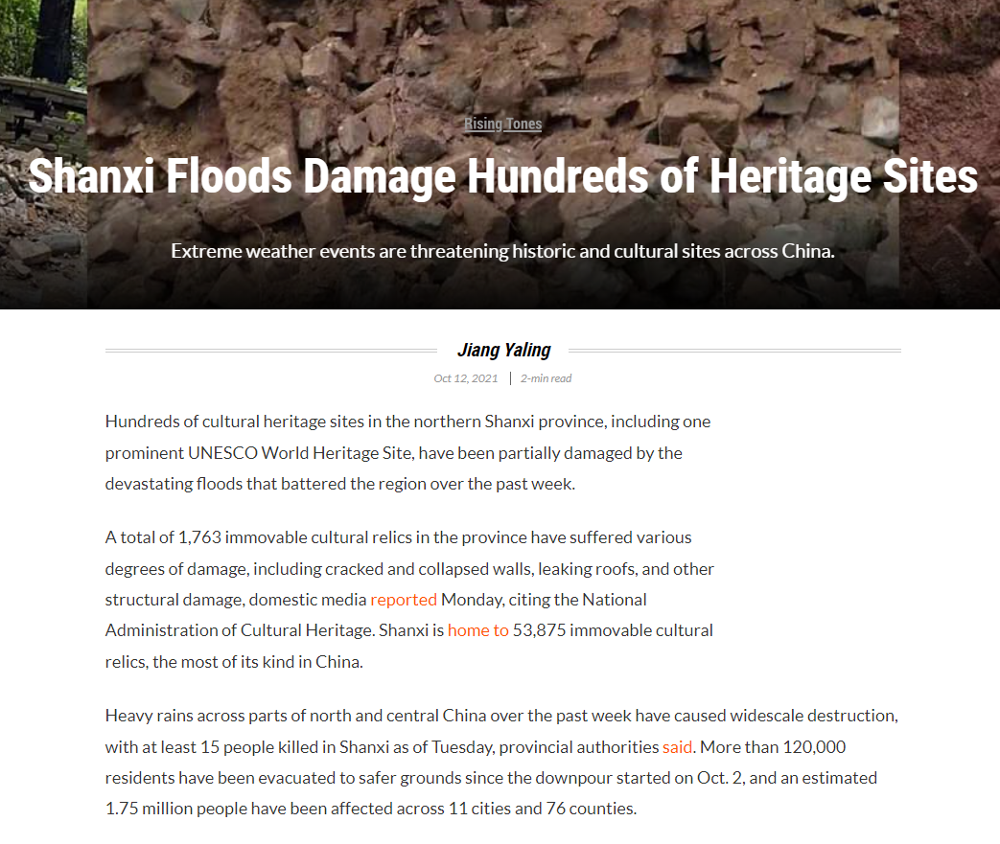 Rising Tones
Shanxi Floods Damage Hundreds of Heritage Sites
Extreme weather events are threatening historic and cultural sites across China.
Jiang Yaling
Oct 12, 2021 | 2-min read
Hundreds of cultural heritage sites in the northern Shanxi province, including one
prominent UNESCO World Heritage Site, have been partially damaged by the
devastating floods that battered the region over the past week.
A total of 1,763 immovable cultural relics in the province have suffered various
degrees of damage, including cracked and collapsed walls, leaking roofs, and other
structural damage, domestic media reported Monday, citing the National
Administration of Cultural Heritage. Shanxi is home to 53,875 immovable cultural
relics, the most of its kind in China.
Heavy rains across parts of north and central China over the past week have caused widescale destruction,
with at least 15 people killed in Shanxi as of Tuesday, provincial authorities said. More than 120,000
residents have been evacuated to safer grounds since the downpour started on Oct. 2, and an estimated
1.75 million people have been affected across 11 cities and 76 counties.